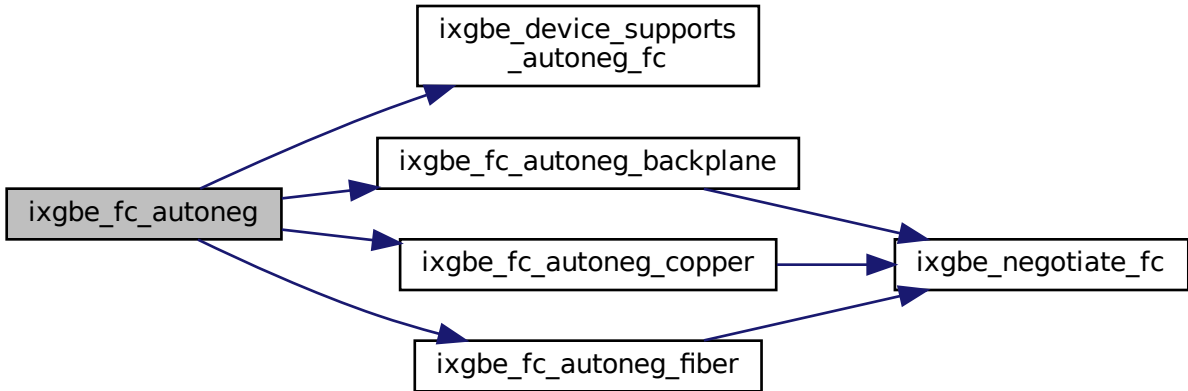 ixgbe_device_supports
_autoneg_fc
ixgbe_fc_autoneg_backplane
ixgbe_fc_autoneg
ixgbe_fc_autoneg_copper
ixgbe_negotiate_fc
ixgbe_fc_autoneg_fiber